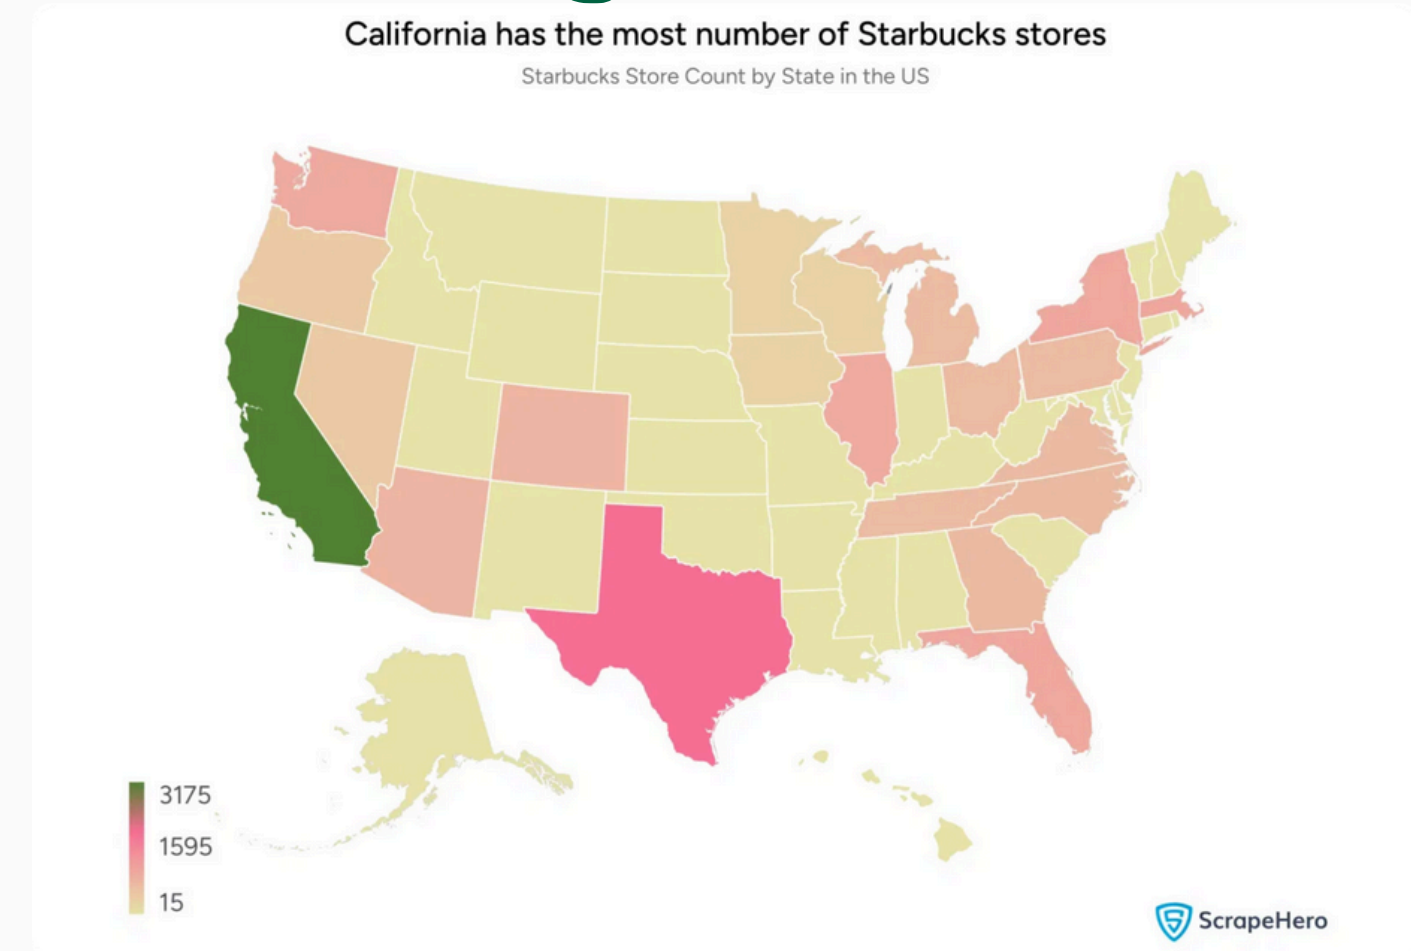 California has the most number of Starbucks stores
Starbucks Store Count by State in the US
3175
1595
15
ScrapeHero